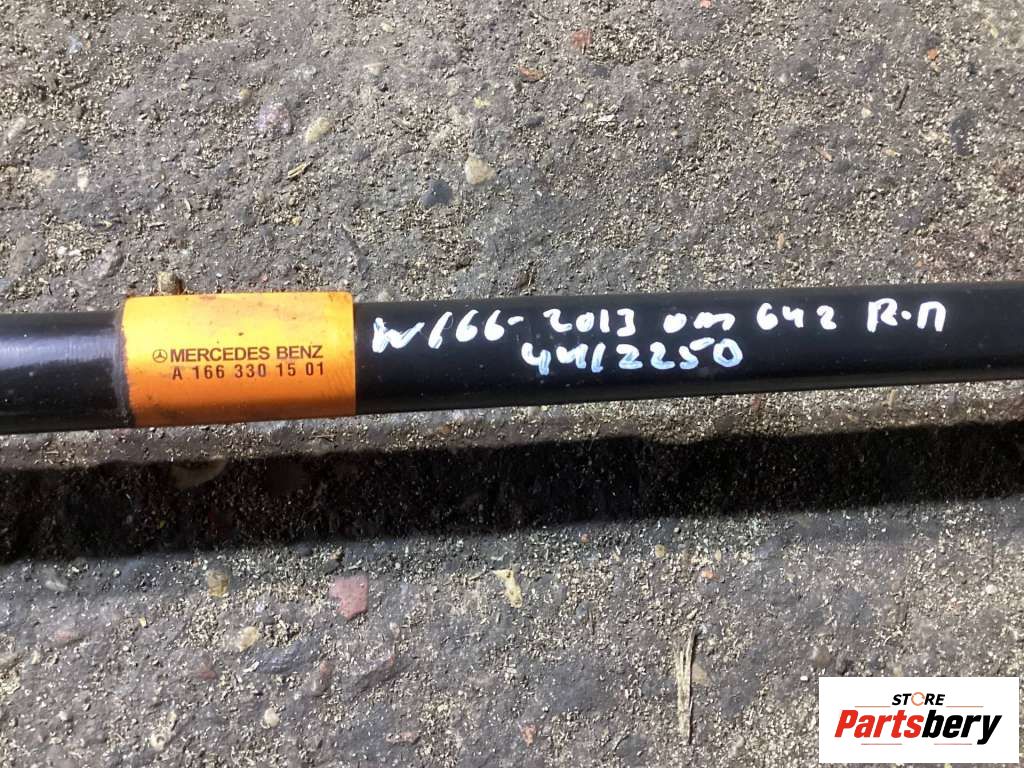 MERCEDES BENZ
A 166 330 15 01
W166-2013 om 642 R.П
4412250
STORE
Partsbery